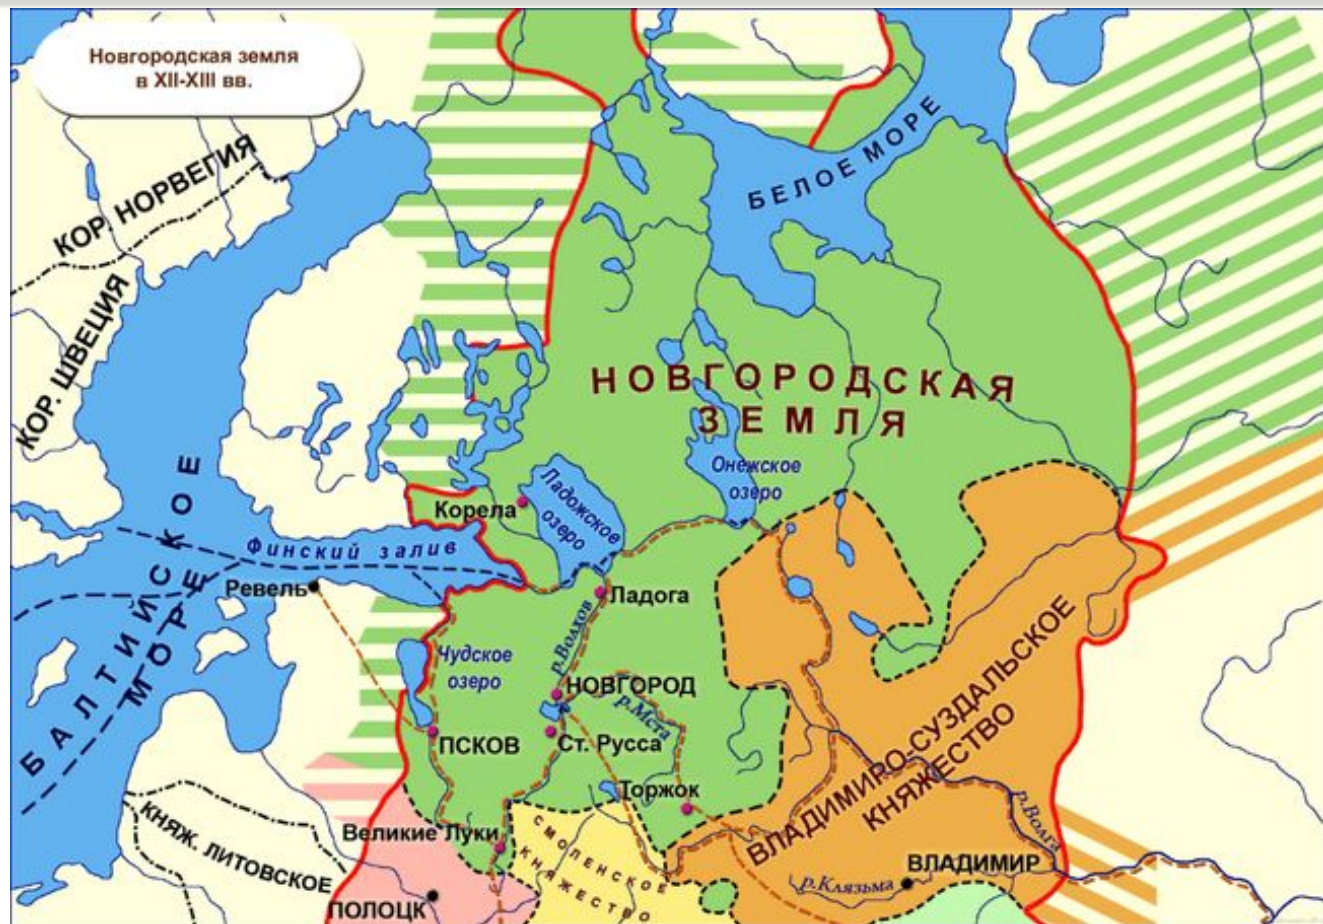 Новгородская земля
в XII-XIII вв.
БЕЛОЕ МОРЕ
КОР. НОРВЕГИЯ
КОР. ШВЕЦИЯ
НОВГОРОДСКАЯ
ЗЕМЛЯ
Онежское
озеро
Ладожское
озеро
Корела
Финский залив
БАЛТИЙСКОЕ
МОРЕ
Ревель
Ладога
р.Волхов
Чудское
озеро
НОВГОРОД
р.Мста
ПСКОВ
Ст. Русса
Торжок
ВЛАДИМИРО-СУЗДАЛЬСКОЕ
КНЯЖЕСТВО
р.Волга
Великие Луки
СМОЛЕНСКОЕ
КНЯЖЕСТВО
КНЯЖ. ЛИТОВСКОЕ
ВЛАДИМИР
р.Клязьма
ПОЛОЦК